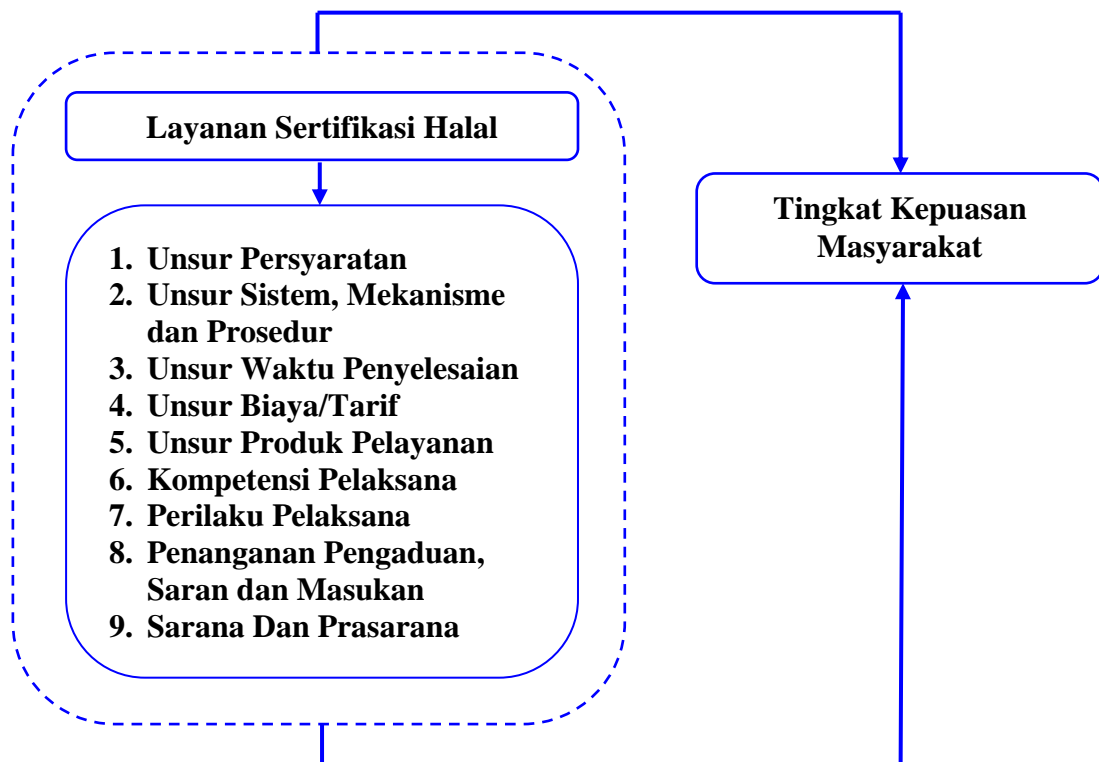 Layanan Sertifikasi Halal
1. Unsur Persyaratan
2. Unsur Sistem, Mekanisme
dan Prosedur
3. Unsur Waktu Penyelesaian
4. Unsur Biaya/Tarif
5. Unsur Produk Pelayanan
6. Kompetensi Pelaksana
7. Perilaku Pelaksana
8. Penanganan Pengaduan,
Saran dan Masukan
9. Sarana Dan Prasarana
Tingkat Kepuasan
Masyarakat